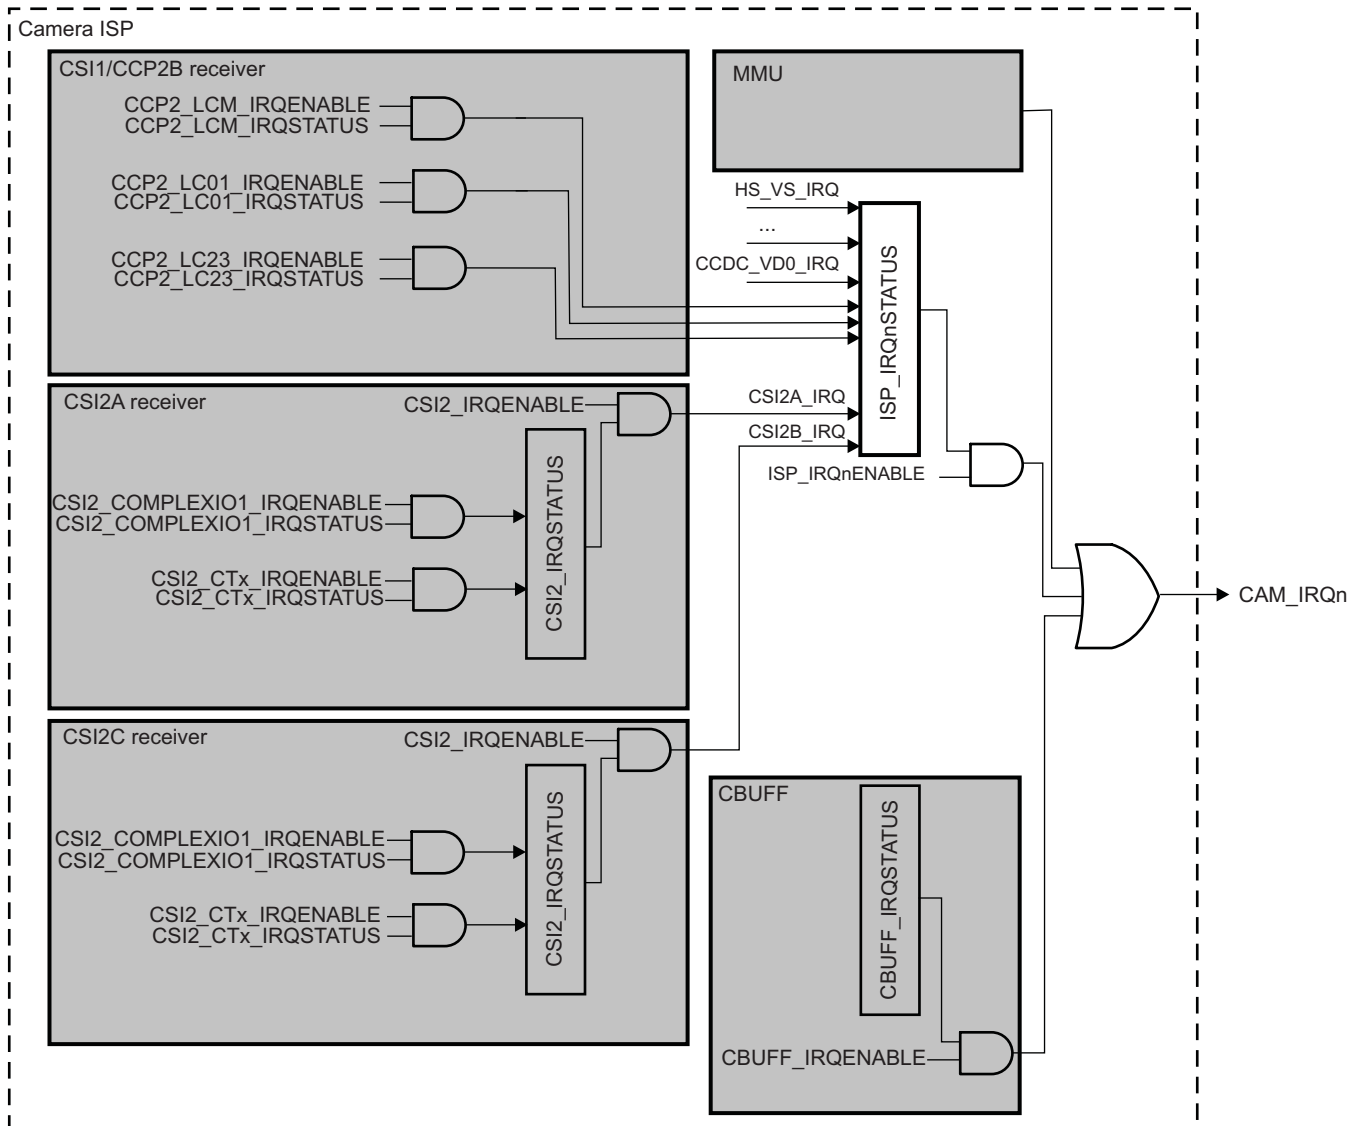 Camera ISP
CSI1/CCP2B receiver
CCP2_LCM_IRQENABLE
CCP2_LCM_IRQSTATUS
CCP2_LC01_IRQENABLE
CCP2_LC01_IRQSTATUS
CCP2_LC23_IRQENABLE
CCP2_LC23_IRQSTATUS
MMU
HS_VS_IRQ
...
CCDC_VD0_IRQ
CSI2A_IRQ
CSI2B_IRQ
ISP_IRQnSTATUS
ISP_IRQnENABLE
CSI2A receiver
CSI2_IRQENABLE
CSI2_COMPLEXIO1_IRQENABLE
CSI2_COMPLEXIO1_IRQSTATUS
CSI2_CTx_IRQENABLE
CSI2_CTx_IRQSTATUS
CSI2_IRQSTATUS
CAM_IRQn
CSI2C receiver
CSI2_IRQENABLE
CSI2_COMPLEXIO1_IRQENABLE
CSI2_COMPLEXIO1_IRQSTATUS
CSI2_CTx_IRQENABLE
CSI2_CTx_IRQSTATUS
CSI2_IRQSTATUS
CBUFF
CBUFF_IRQSTATUS
CBUFF_IRQENABLE